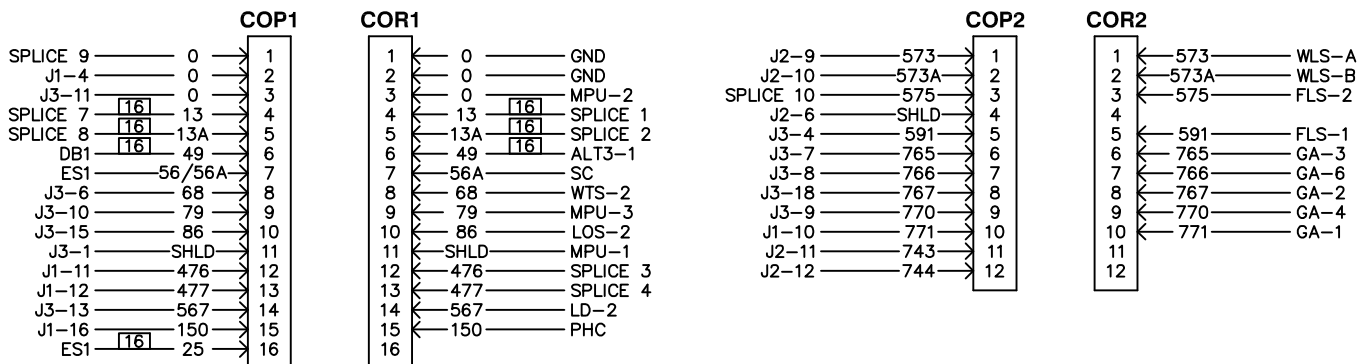 COP1 COR1 COP2 COR2
SPLICE 9 0 1 1 0 GND J2-9 573 1 1 573 WLS-A
J1-4 0 2 2 0 GND J2-10 573A 2 2 573A WLS-B
J3-11 0 3 3 0 MPU-2 SPLICE 10 575 3 3 575 FLS-2
SPLICE 7 16 13 4 4 13 16 SPLICE 1 J2-6 SHLD 4 4
SPLICE 8 16 13A 5 5 13A 16 SPLICE 2 J3-4 591 5 5 591 FLS-1
DB1 16 49 6 6 49 16 ALT3-1 J3-7 765 6 6 765 GA-3
ES1 56/56A 7 7 56A SC J3-8 766 7 7 766 GA-6
J3-6 68 8 8 68 WTS-2 J3-18 767 8 8 767 GA-2
J3-10 79 9 9 79 MPU-3 J3-9 770 9 9 770 GA-4
J3-15 86 10 10 86 LOS-2 J1-10 771 10 10 771 GA-1
J3-1 SHLD 11 11 SHLD MPU-1 J2-11 743 11 11
J1-11 476 12 12 476 SPLICE 3 J2-12 744 12 12
J1-12 477 13 13 477 SPLICE 4
J3-13 567 14 14 567 LD-2
J1-16 150 15 15 150 PHC
ES1 16 25 16 16